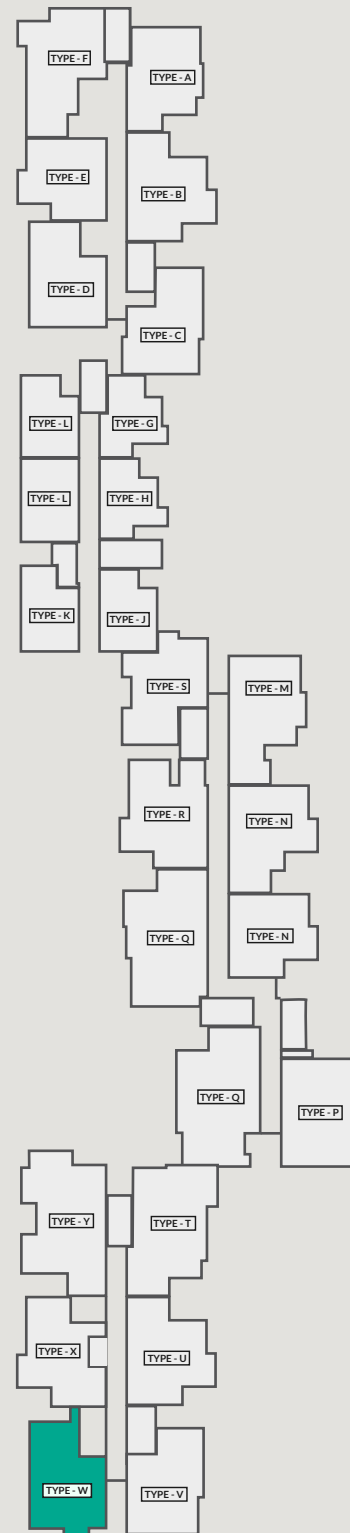 TYPE - F
TYPE - A
TYPE - E
TYPE - B
TYPE - D
TYPE - C
TYPE - L
TYPE - G
TYPE - L
TYPE - H
TYPE - K
TYPE - J
TYPE - S
TYPE - M
TYPE - R
TYPE - N
TYPE - Q
TYPE - N
TYPE - Q
TYPE - P
TYPE - Y
TYPE - T
TYPE - X
TYPE - U
TYPE - W
TYPE - V